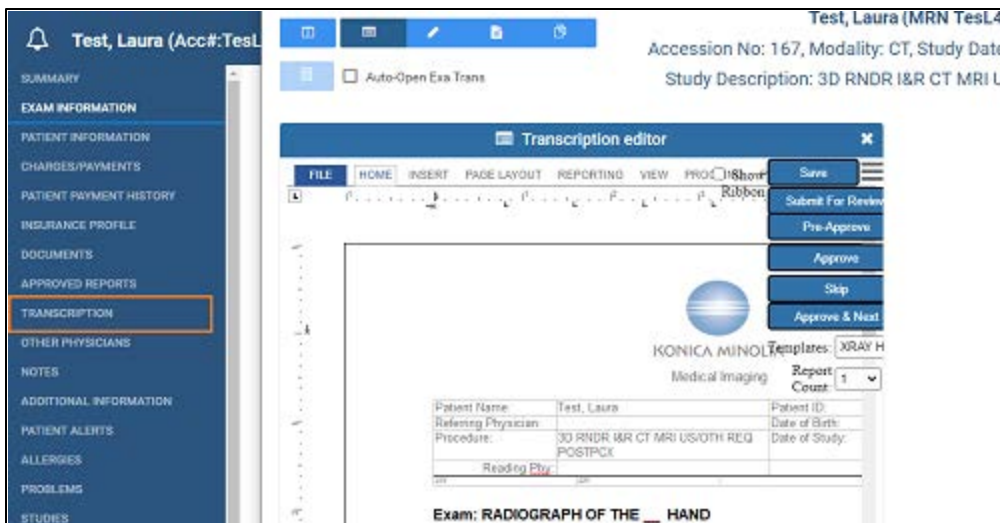 Test, Laura (Acc#:TesL
SUMMARY
EXAM INFORMATION
PATIENT INFORMATION
CHARGES/PAYMENTS
PATIENT PAYMENT HISTORY
INSURANCE PROFILE
DOCUMENTS
APPROVED REPORTS
TRANSCRIPTION
OTHER PHYSICIANS
NOTES
ADDITIONAL INFORMATION
PATIENT ALERTS
ALLERGIES
PROBLEMS
STUDIES
Test, Laura (MRN TesL4
Accession No: 167, Modality: CT, Study Date
Study Description: 3D RNDR I&R CT MRI U
Auto-Open Exa Trans
Transcription editor
FILE HOME INSERT PAGE LAYOUT REPORTING VIEW Show Ribbon
Save
Submit For Review
Pre-Approve
Approve
Skip
Approve & Next
Templates: XRAY H
Report Count: 1
KONICA MINOLTA
Medical Imaging
Patient Name: Test, Laura Patient ID:
Referring Physician: Date of Birth:
Procedure: 3D RNDR I&R CT MRI US/OTH REQ Date of Study:
POSTPCX
Reading Phy:
Exam: RADIOGRAPH OF THE __ HAND